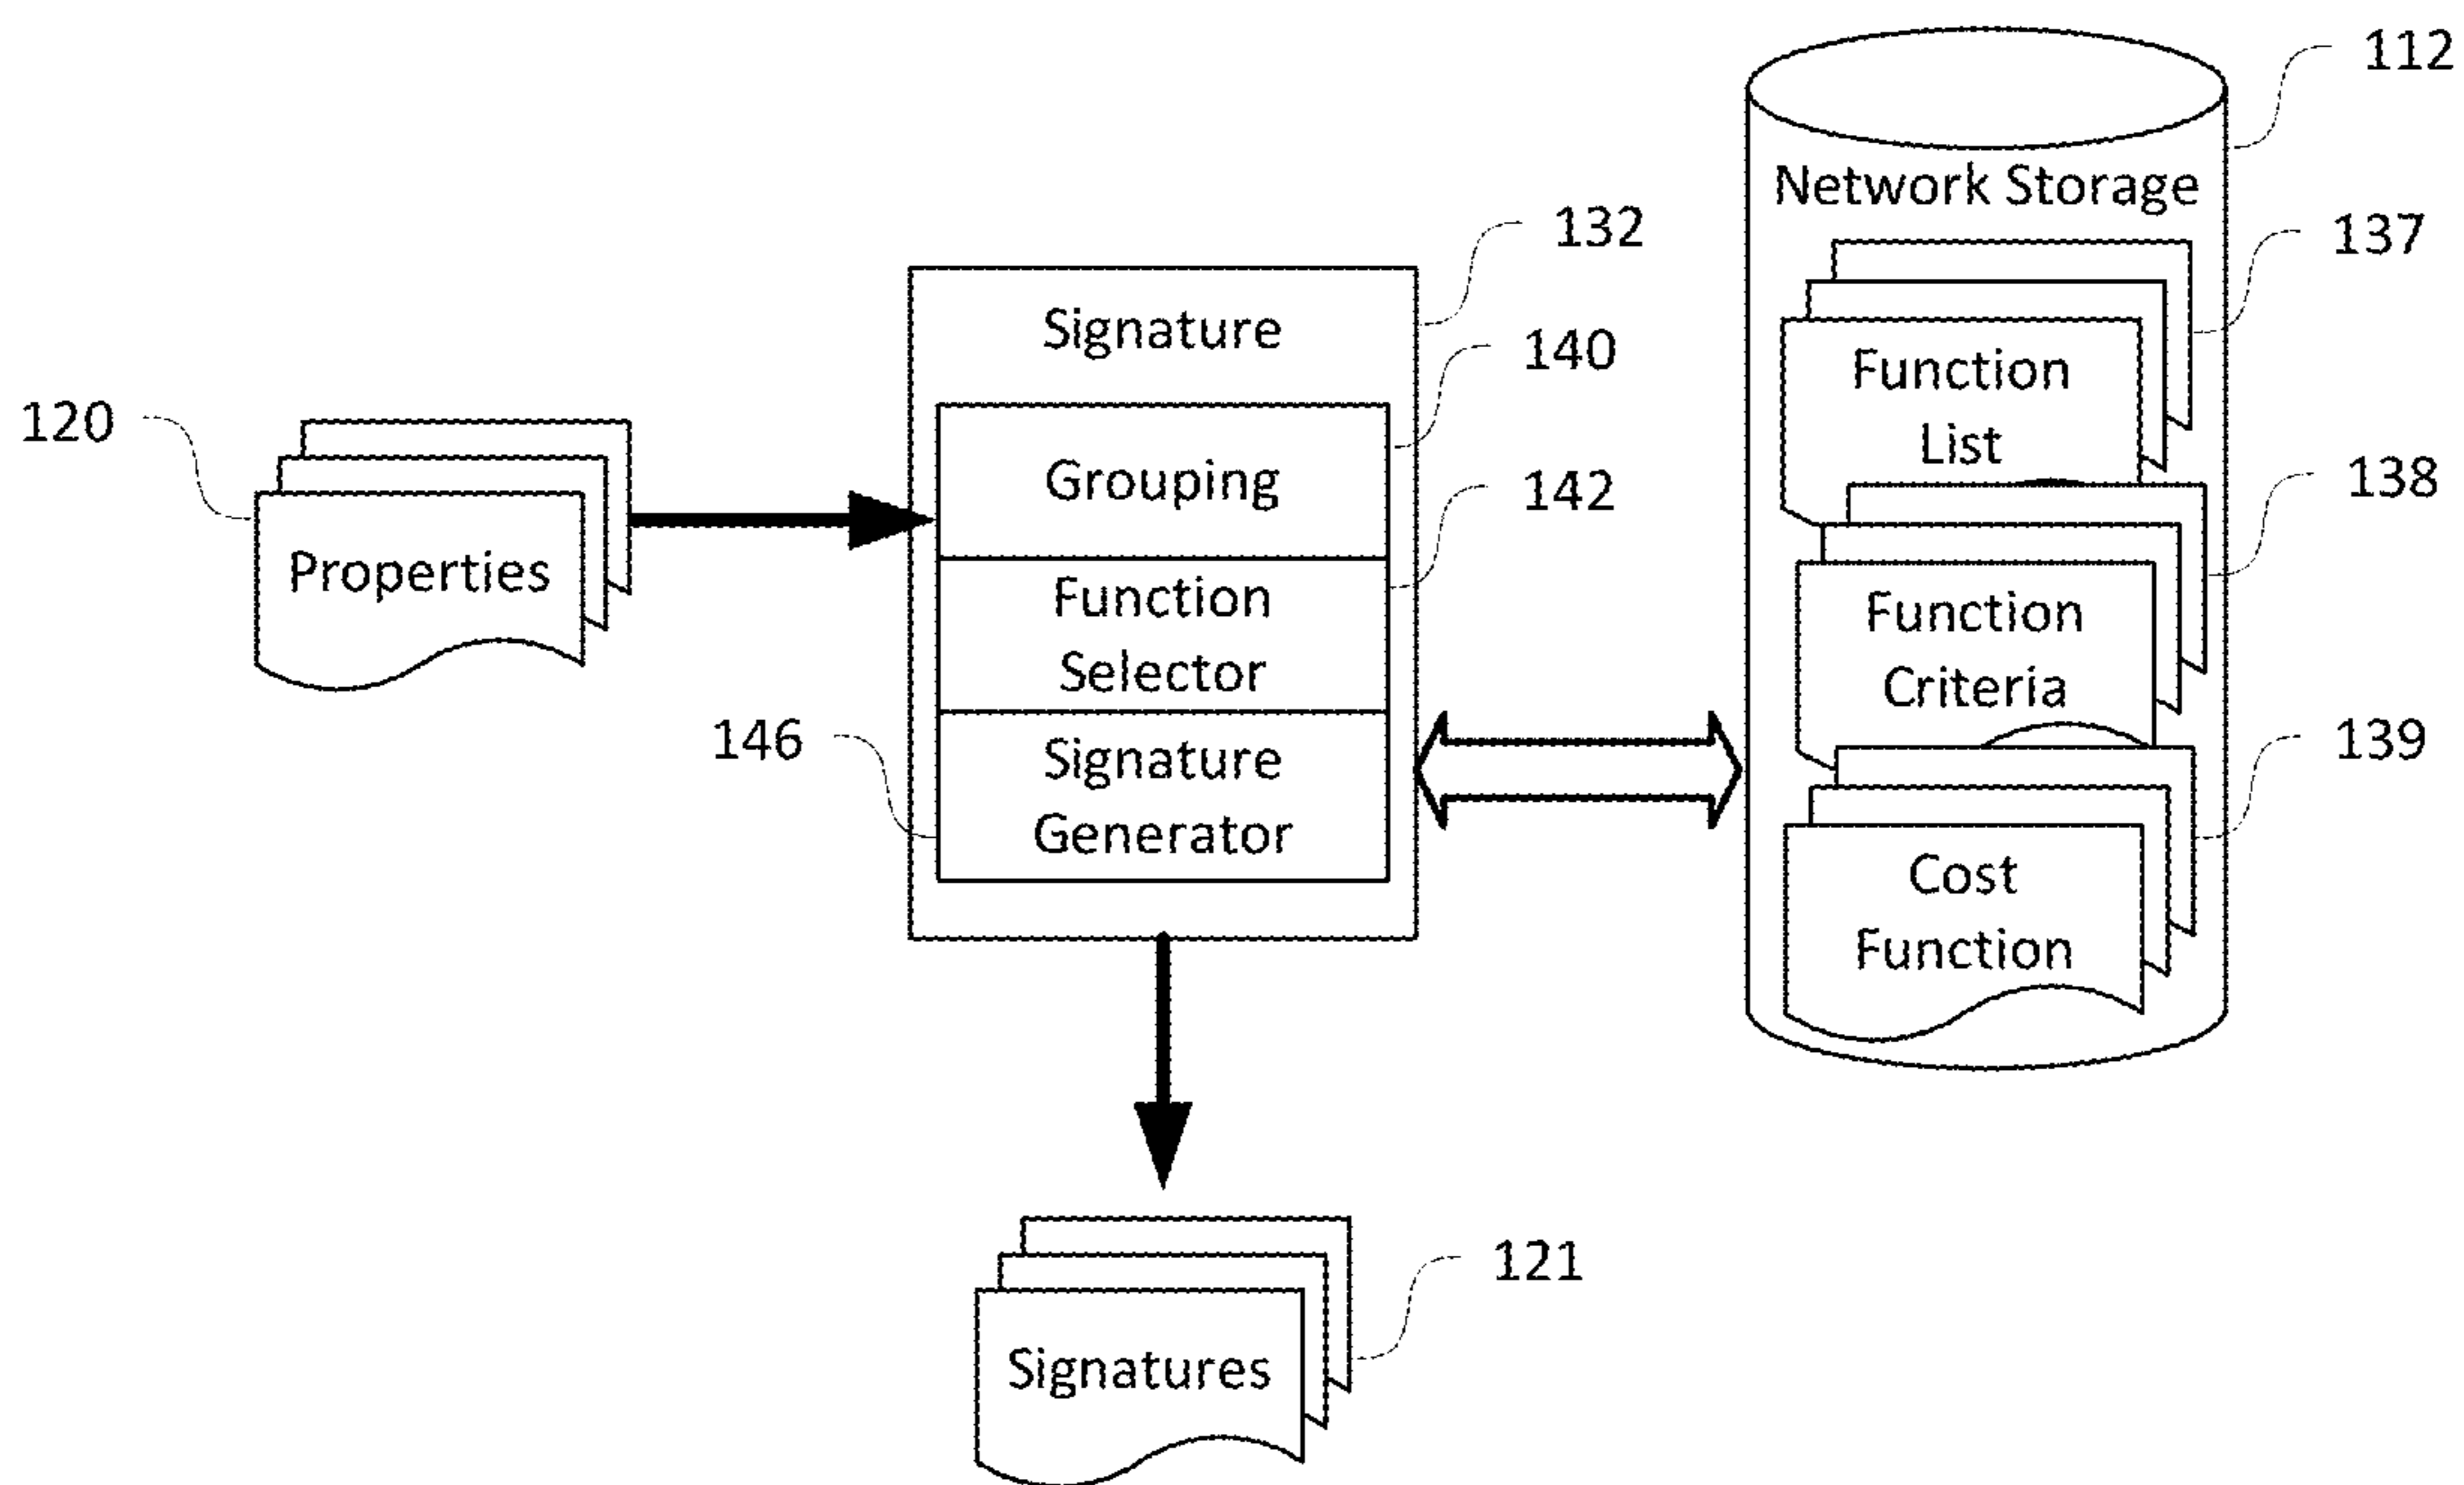 112
Network Storage
137
132
Signature
140
Function
List
120
Grouping
142
138
Properties
Function
Selector
Function
Criteria
146
Signature
Generator
139
Cost
Function
121
Signatures